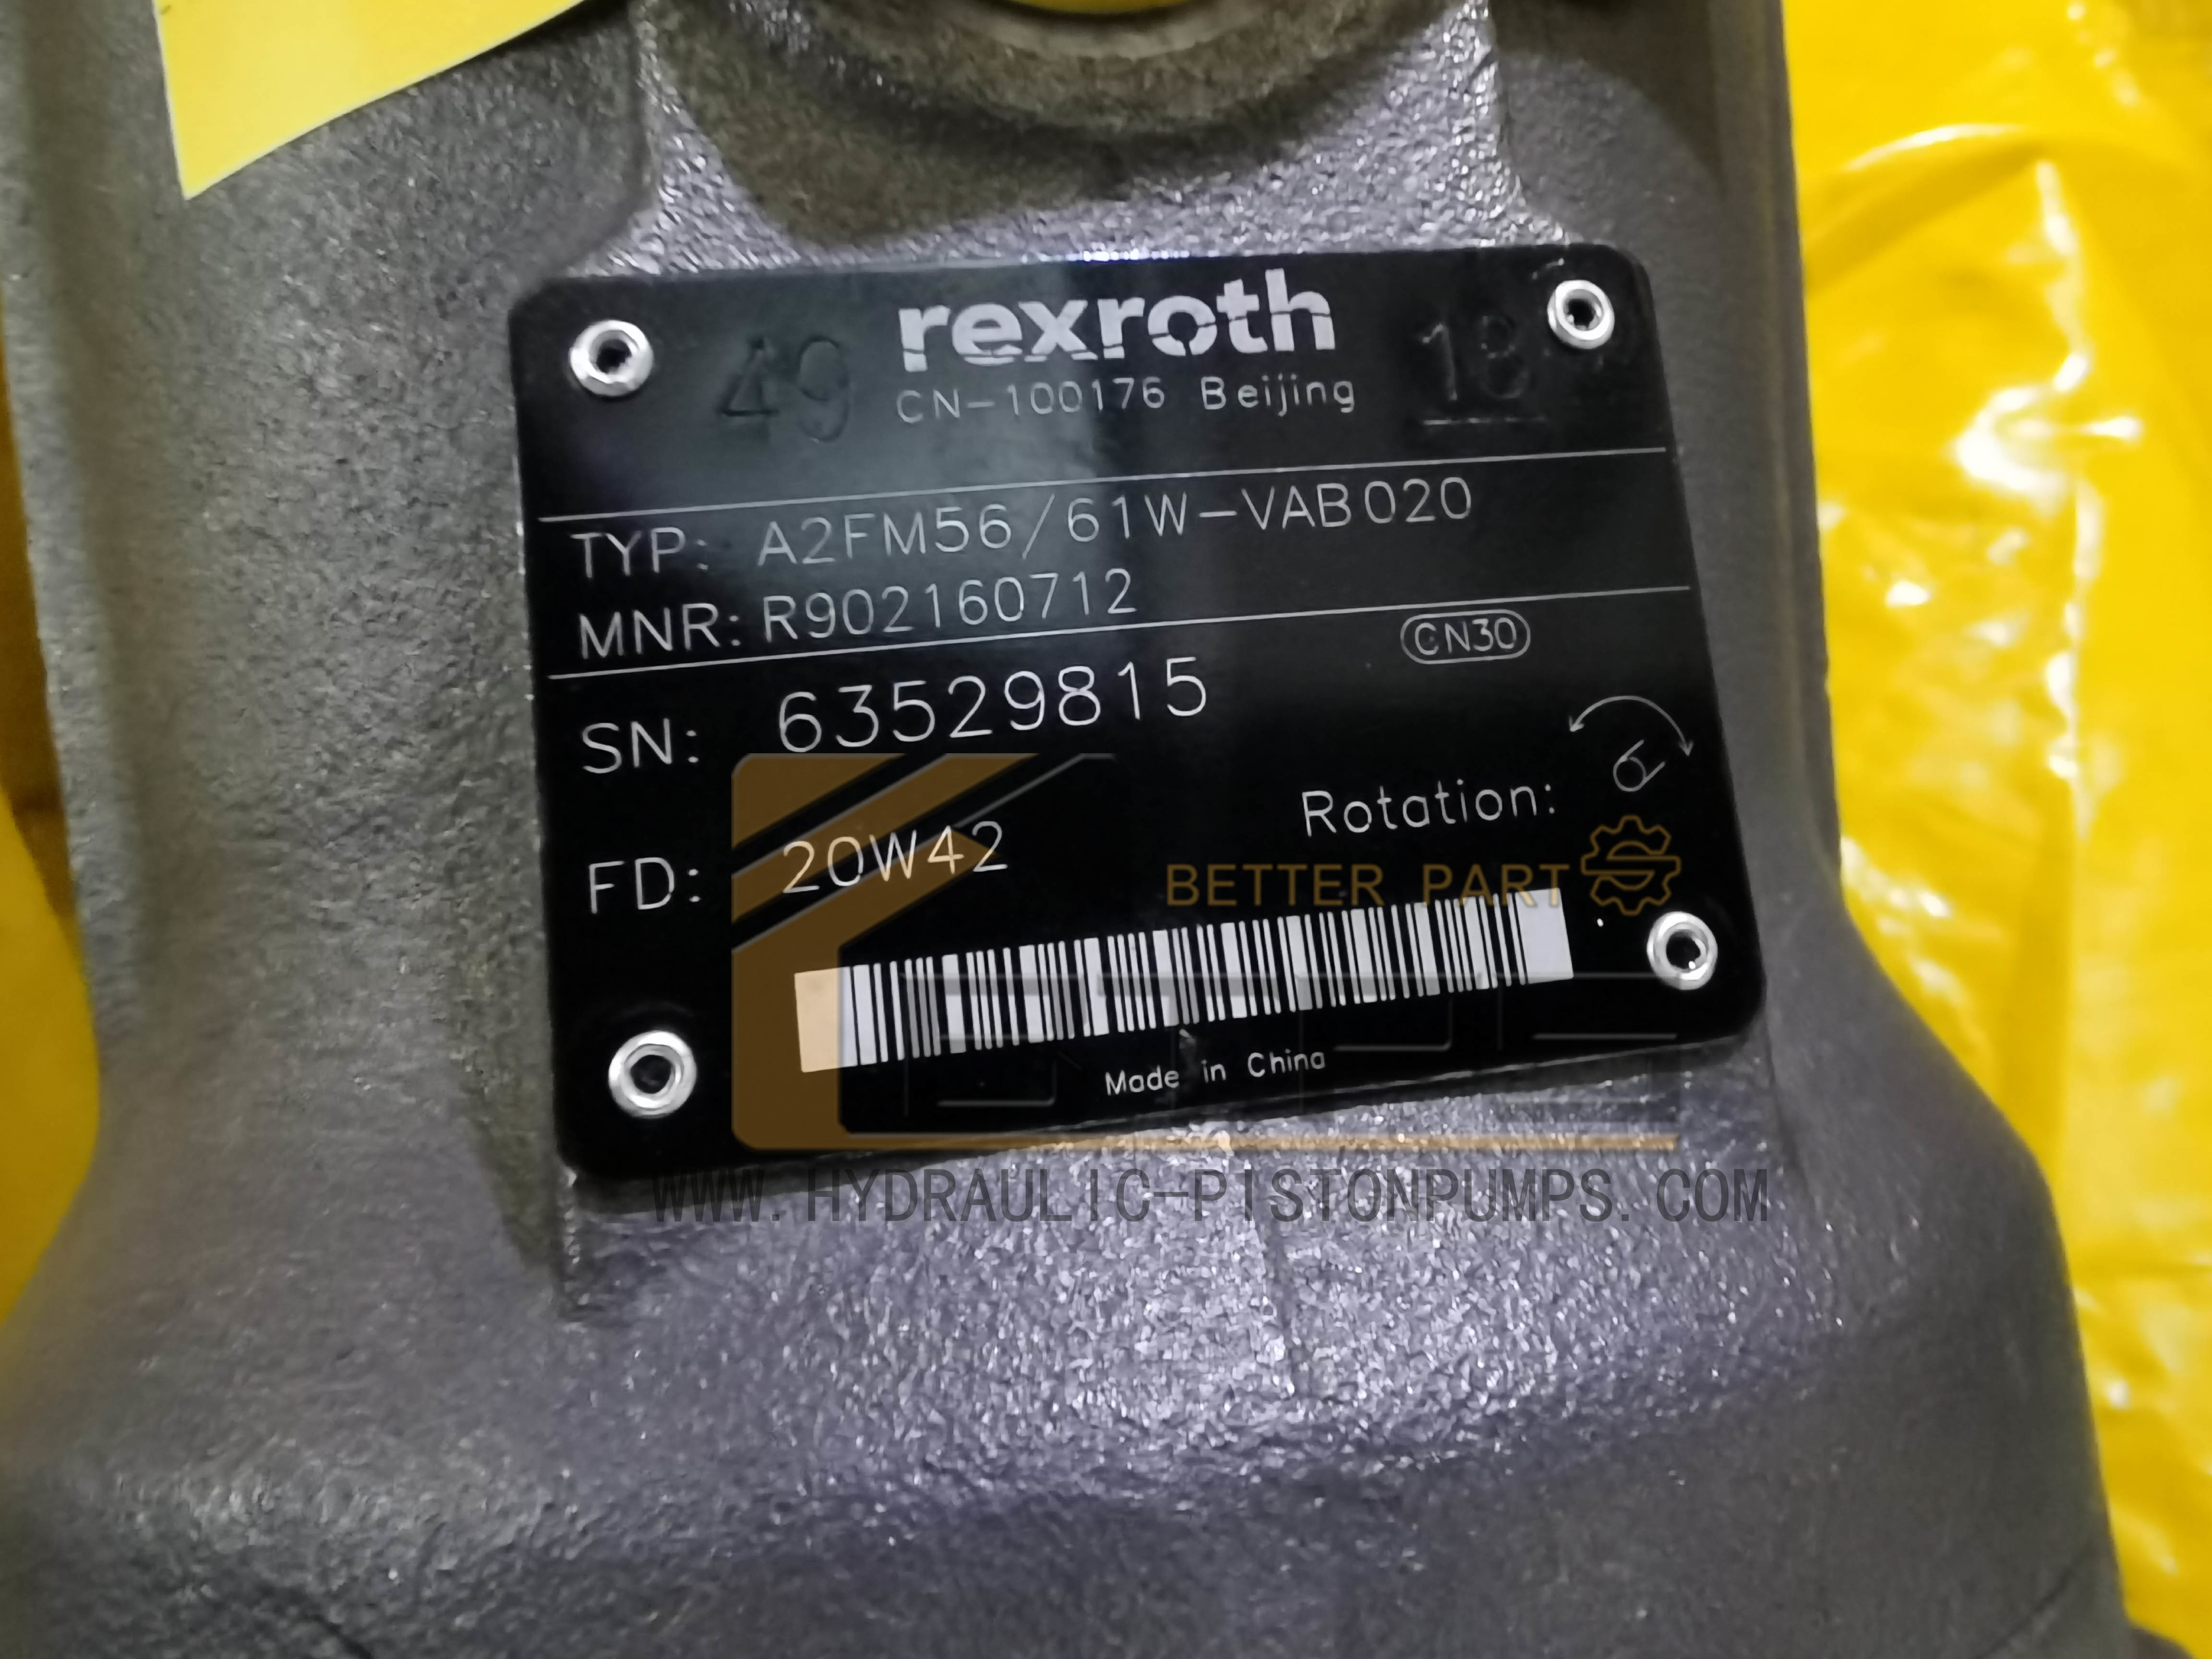 49 rexroth 18
CN-100176 Beijing
TYP: A2FM56/61W-VAB020
MNR: R902160712
CN30
SN: 63529815
Rotation:
FD: 20W42
BETTER PART
Made in China
WWW.HYDRAULIC-PISTONPUMPS.COM